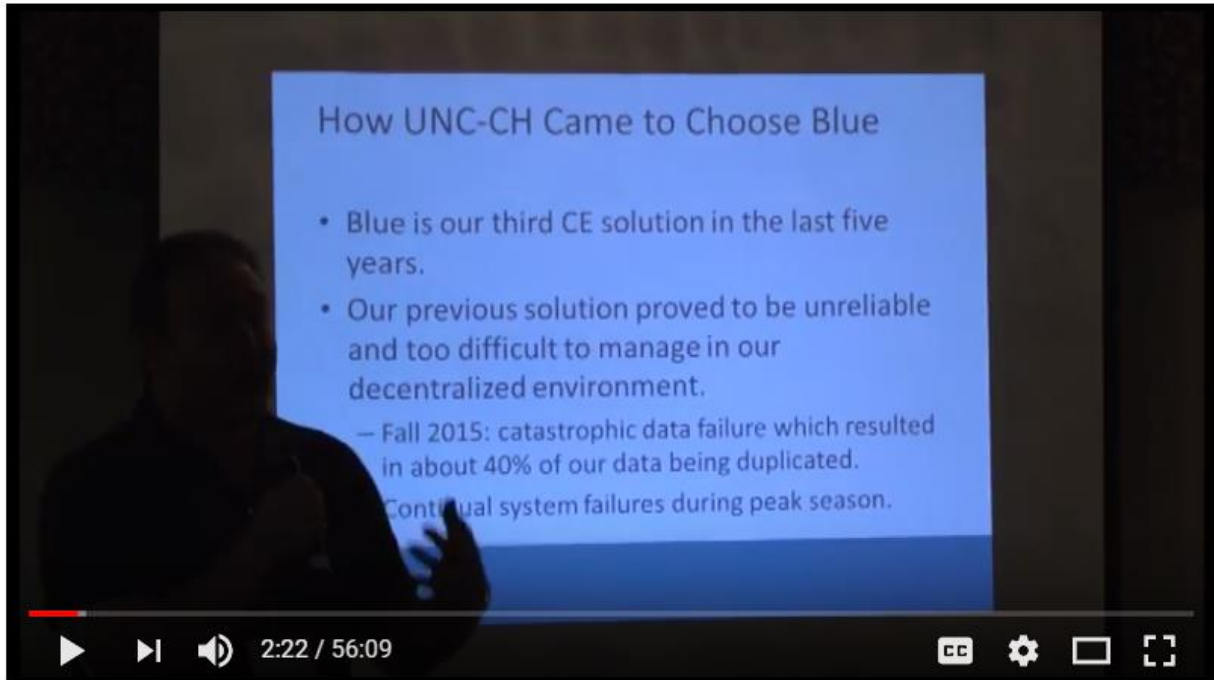 How UNC-CH Came to Choose Blue
• Blue is our third CE solution in the last five
years.
• Our previous solution proved to be unreliable
and too difficult to manage in our
decentralized environment.
– Fall 2015: catastrophic data failure which resulted
in about 40% of our data being duplicated.
Continual system failures during peak season.
2:22 / 56:09
CC